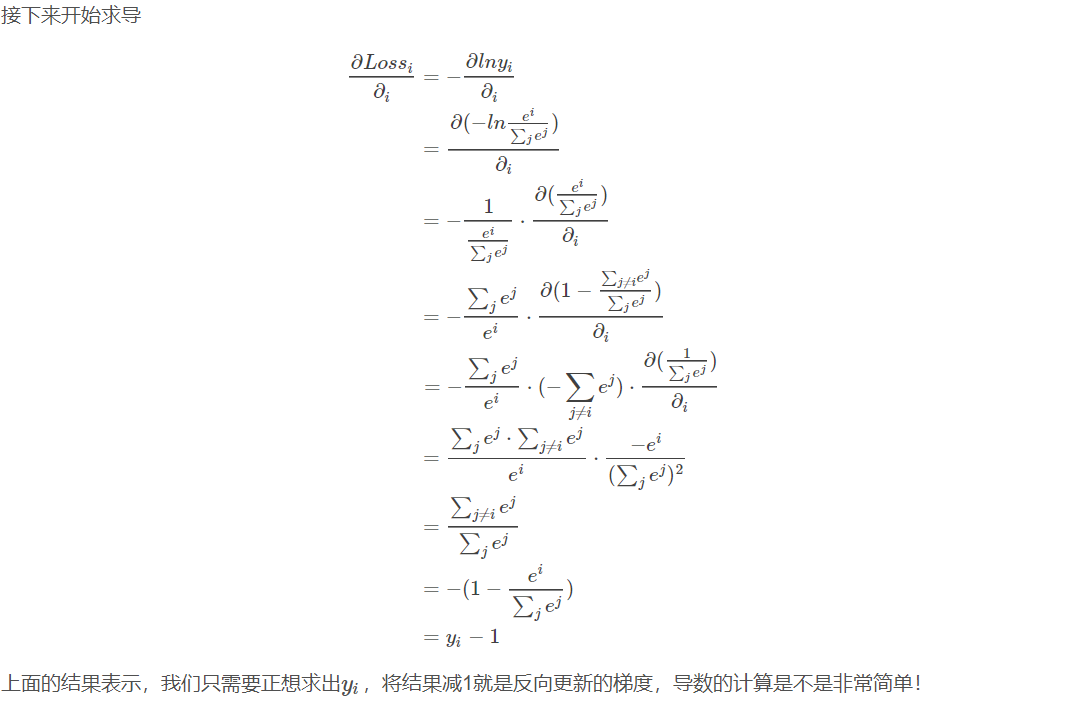 接下来开始求导
$$\frac{\partial Loss_i}{\partial_i} = -\frac{\partial lny_i}{\partial_i}$$
$$= \frac{\partial(-ln\frac{e^i}{\sum_j e^j})}{\partial_i}$$
$$= -\frac{1}{\frac{e^i}{\sum_j e^j}} \cdot \frac{\partial(\frac{e^i}{\sum_j e^j})}{\partial_i}$$
$$= -\frac{\sum_j e^j}{e^i} \cdot \frac{\partial(1 - \frac{\sum_{j \neq i} e^j}{\sum_j e^j})}{\partial_i}$$
$$= -\frac{\sum_j e^j}{e^i} \cdot (-\sum_{j \neq i} e^j) \cdot \frac{\partial(\frac{1}{\sum_j e^j})}{\partial_i}$$
$$= \frac{\sum_j e^j \cdot \sum_{j \neq i} e^j}{e^i} \cdot \frac{-e^i}{(\sum_j e^j)^2}$$
$$= \frac{\sum_{j \neq i} e^j}{\sum_j e^j}$$
$$= -(1 - \frac{e^i}{\sum_j e^j})$$
$$= y_i - 1$$
上面的结果表示，我们只需要正想求出$y_i$，将结果减1就是反向更新的梯度，导数的计算是不是非常简单！